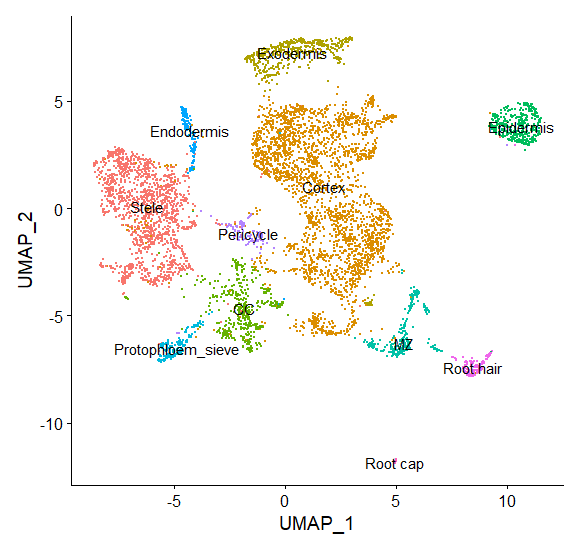 Exodermis
5
Endodermis
Epidermis
Cortex
0
Stele
Pericycle
UMAP_2
CC
-5
MZ
Protophloem_sieve
Root hair
-10
Root cap
-5
0
5
10
UMAP_1